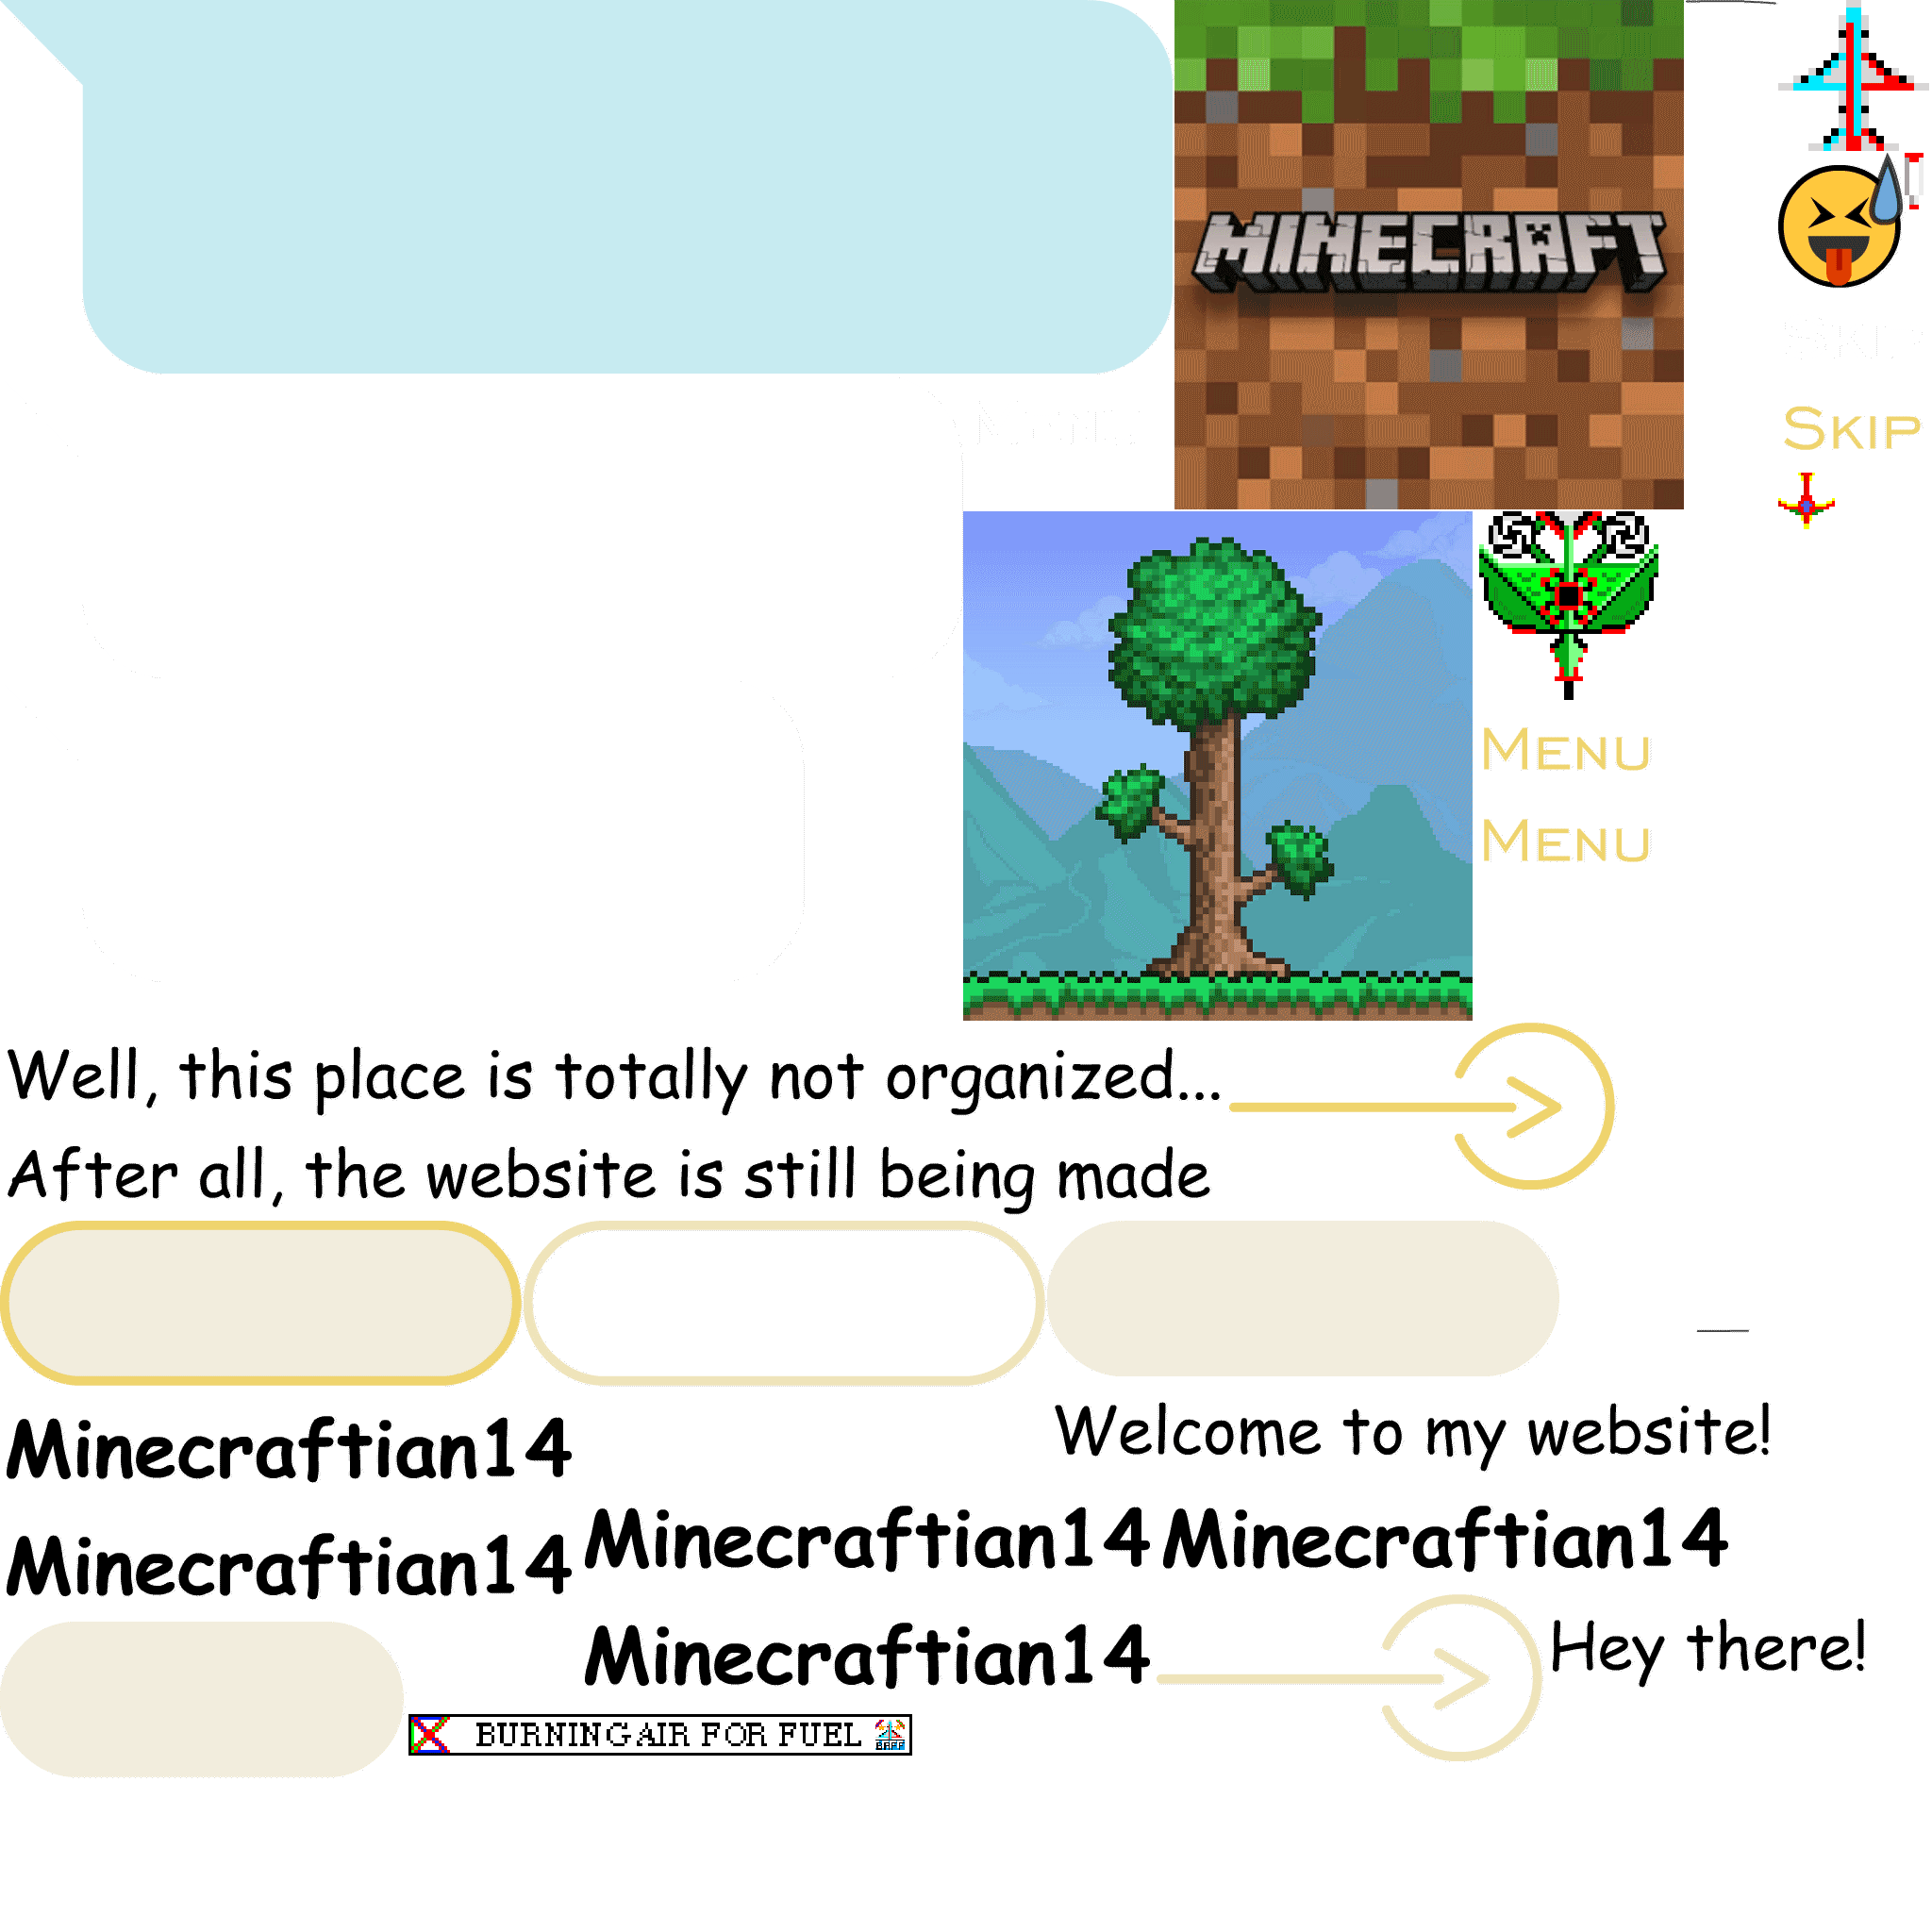 MINECRAFT
SKIP
MENU
MENU
Well, this place is totally not organized...
After all, the website is still being made
Minecraftian14
Welcome to my website!
Minecraftian14
Minecraftian14
Minecraftian14
Minecraftian14
Hey there!
BURNING AIR FOR FUEL